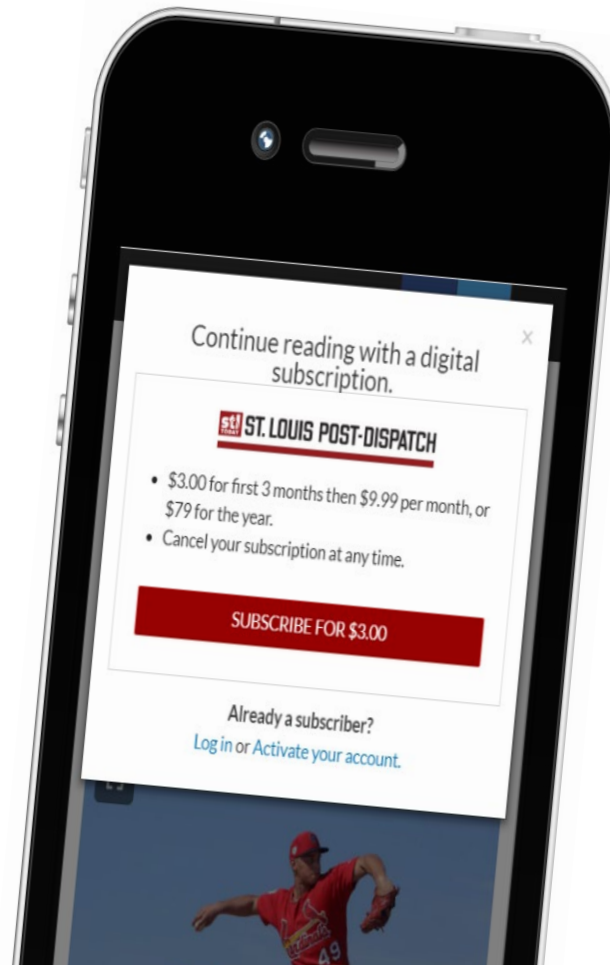 Continue reading with a digital
subscription.
stl TODAY ST. LOUIS POST-DISPATCH
• $3.00 for first 3 months then $9.99 per month, or
$79 for the year.
• Cancel your subscription at any time.
SUBSCRIBE FOR $3.00
Already a subscriber?
Log in or Activate your account.
Cardinals
49